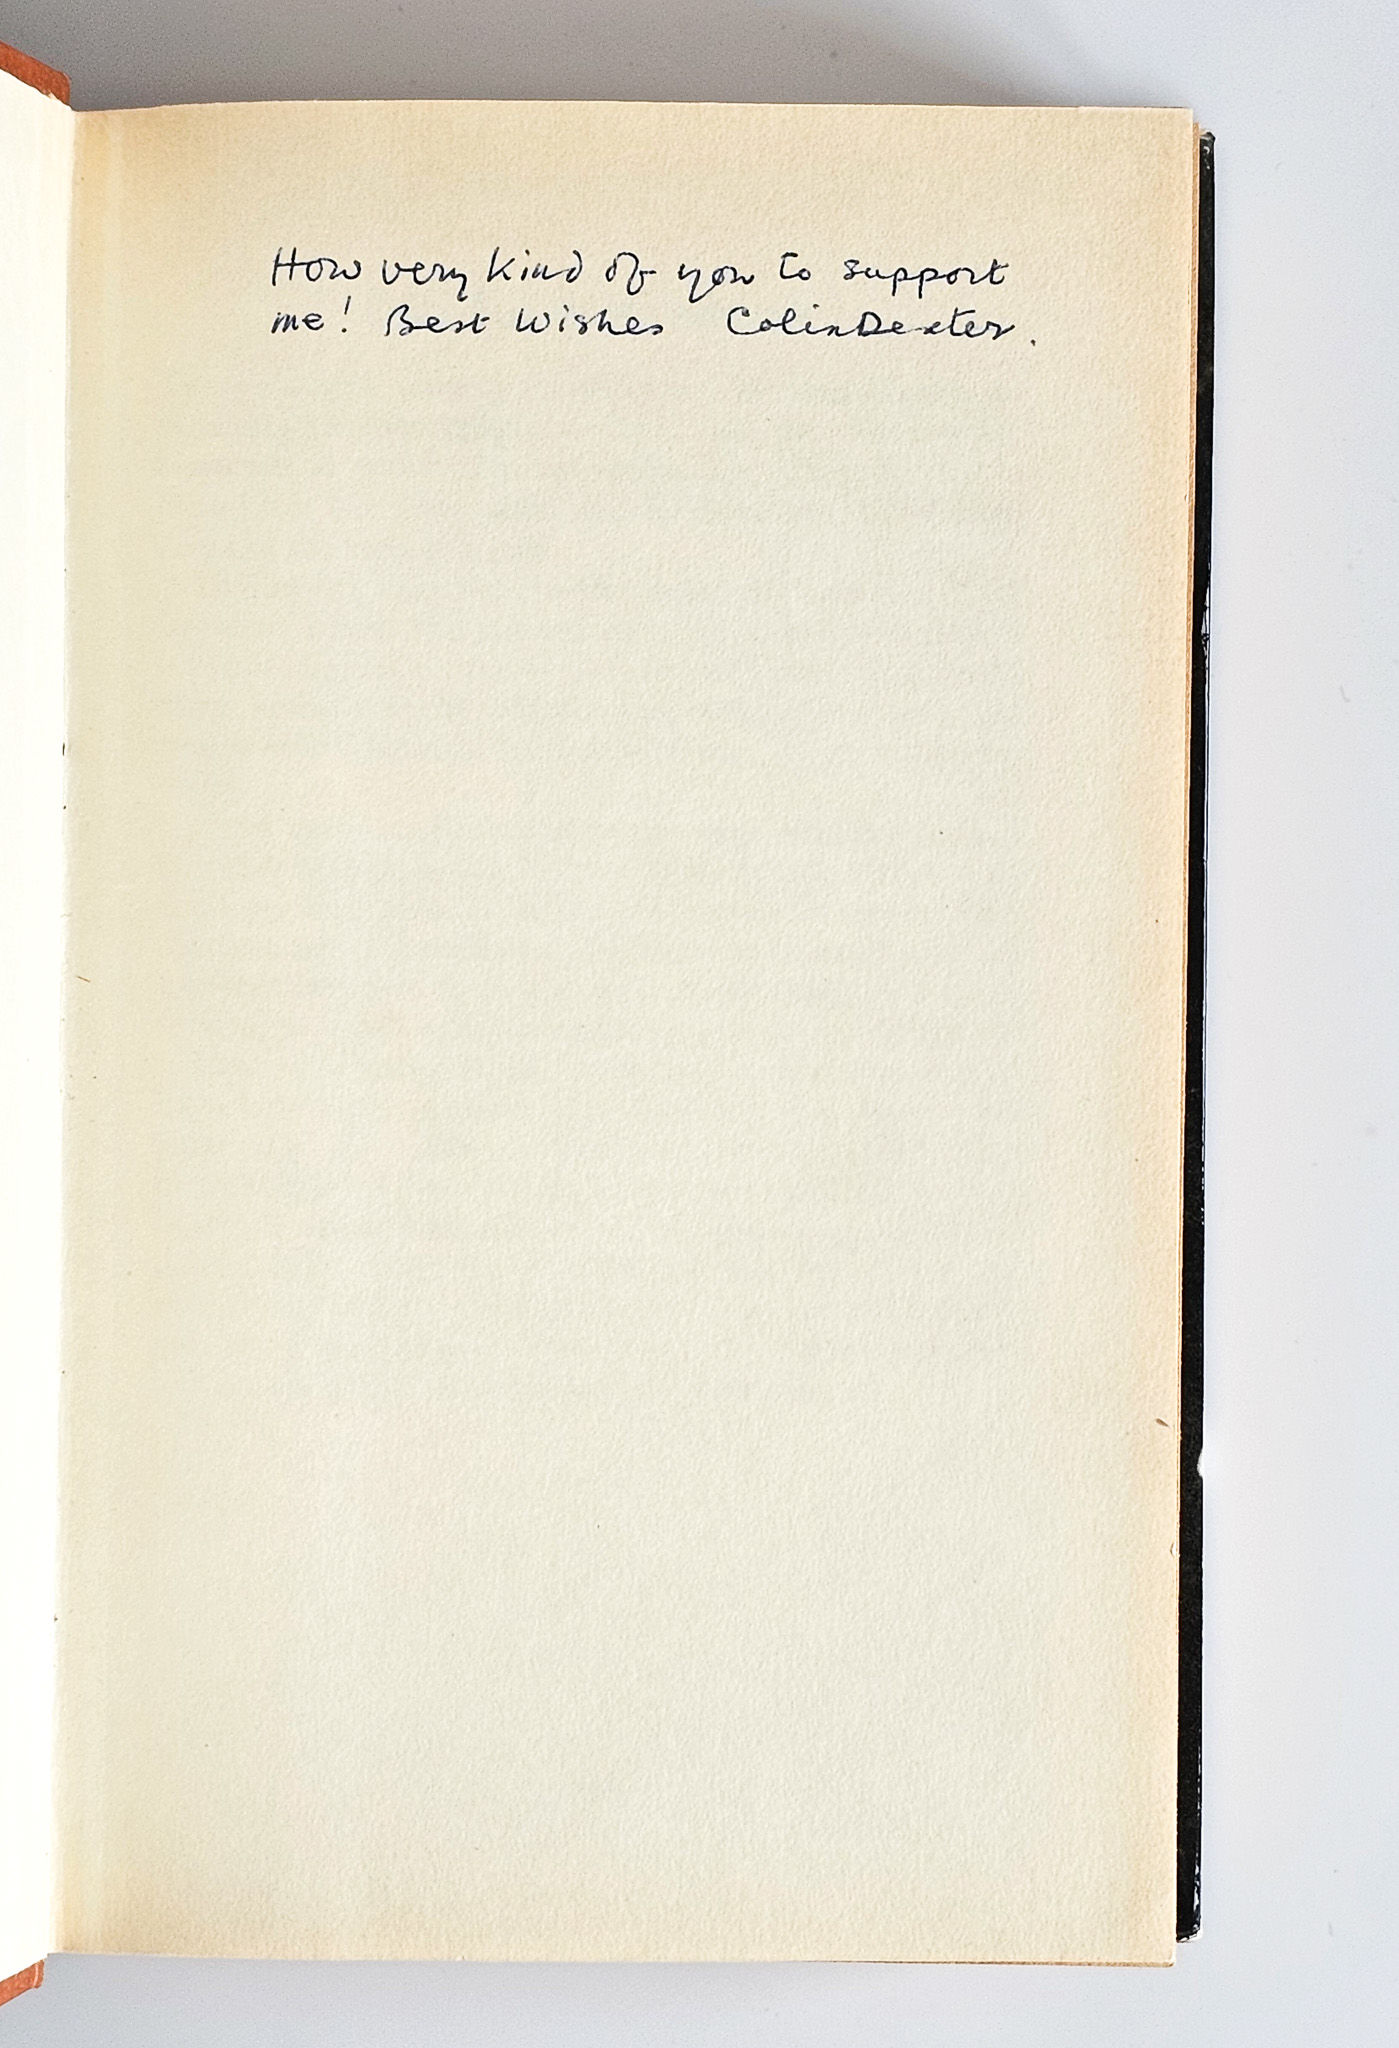 How very kind of you to support
me! Best Wishes Colin Dexter.